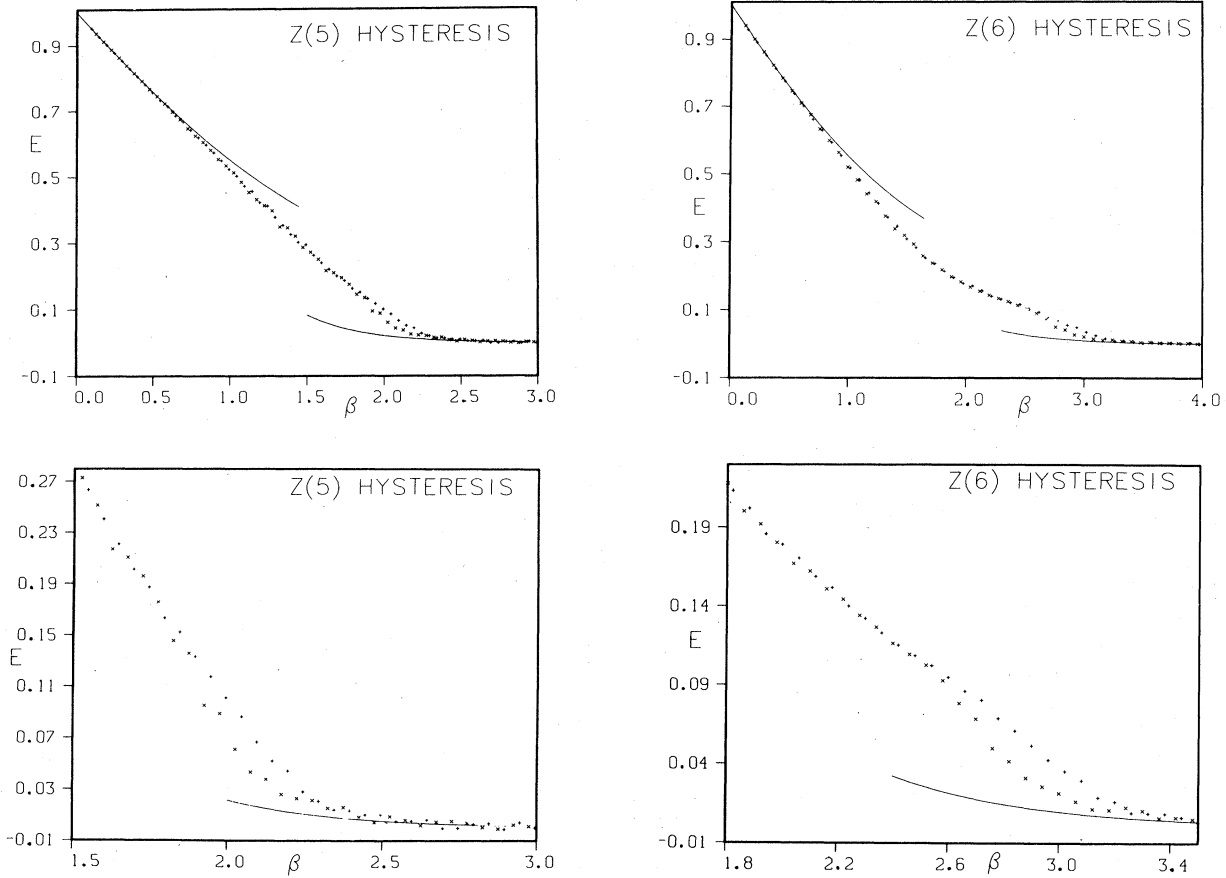 Z(5) HYSTERESIS
0.9
0.7
E
0.5
0.3
0.1
-0.1
0.0 0.5 1.0 1.5 2.0 2.5 3.0
β
Z(6) HYSTERESIS
0.9
0.7
0.5
E
0.3
0.1
-0.1
0.0 1.0 2.0 3.0 4.0
β
Z(5) HYSTERESIS
0.27
0.23
0.19
0.15
E
0.11
0.07
0.03
-0.01
1.5 2.0 2.5 3.0
β
Z(6) HYSTERESIS
0.19
0.14
E
0.09
0.04
-0.01
1.8 2.2 2.6 3.0 3.4
β